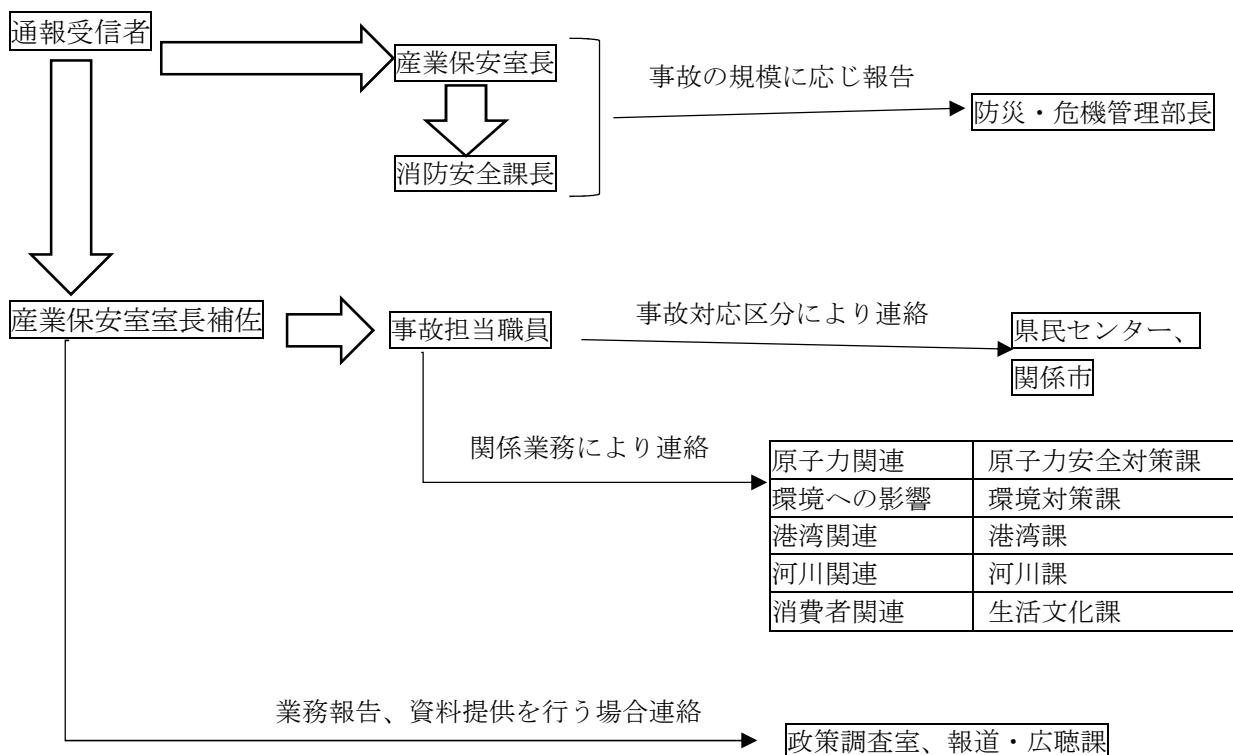 通報受信者
産業保安室長
事故の規模に応じ報告
防災・危機管理部長
消防安全課長
産業保安室室長補佐
事故担当職員
事故対応区分により連絡
県民センター、
関係市
関係業務により連絡
原子力関連 原子力安全対策課
環境への影響 環境対策課
港湾関連 港湾課
河川関連 河川課
消費者関連 生活文化課
業務報告、資料提供を行う場合連絡
政策調査室、報道・広聴課